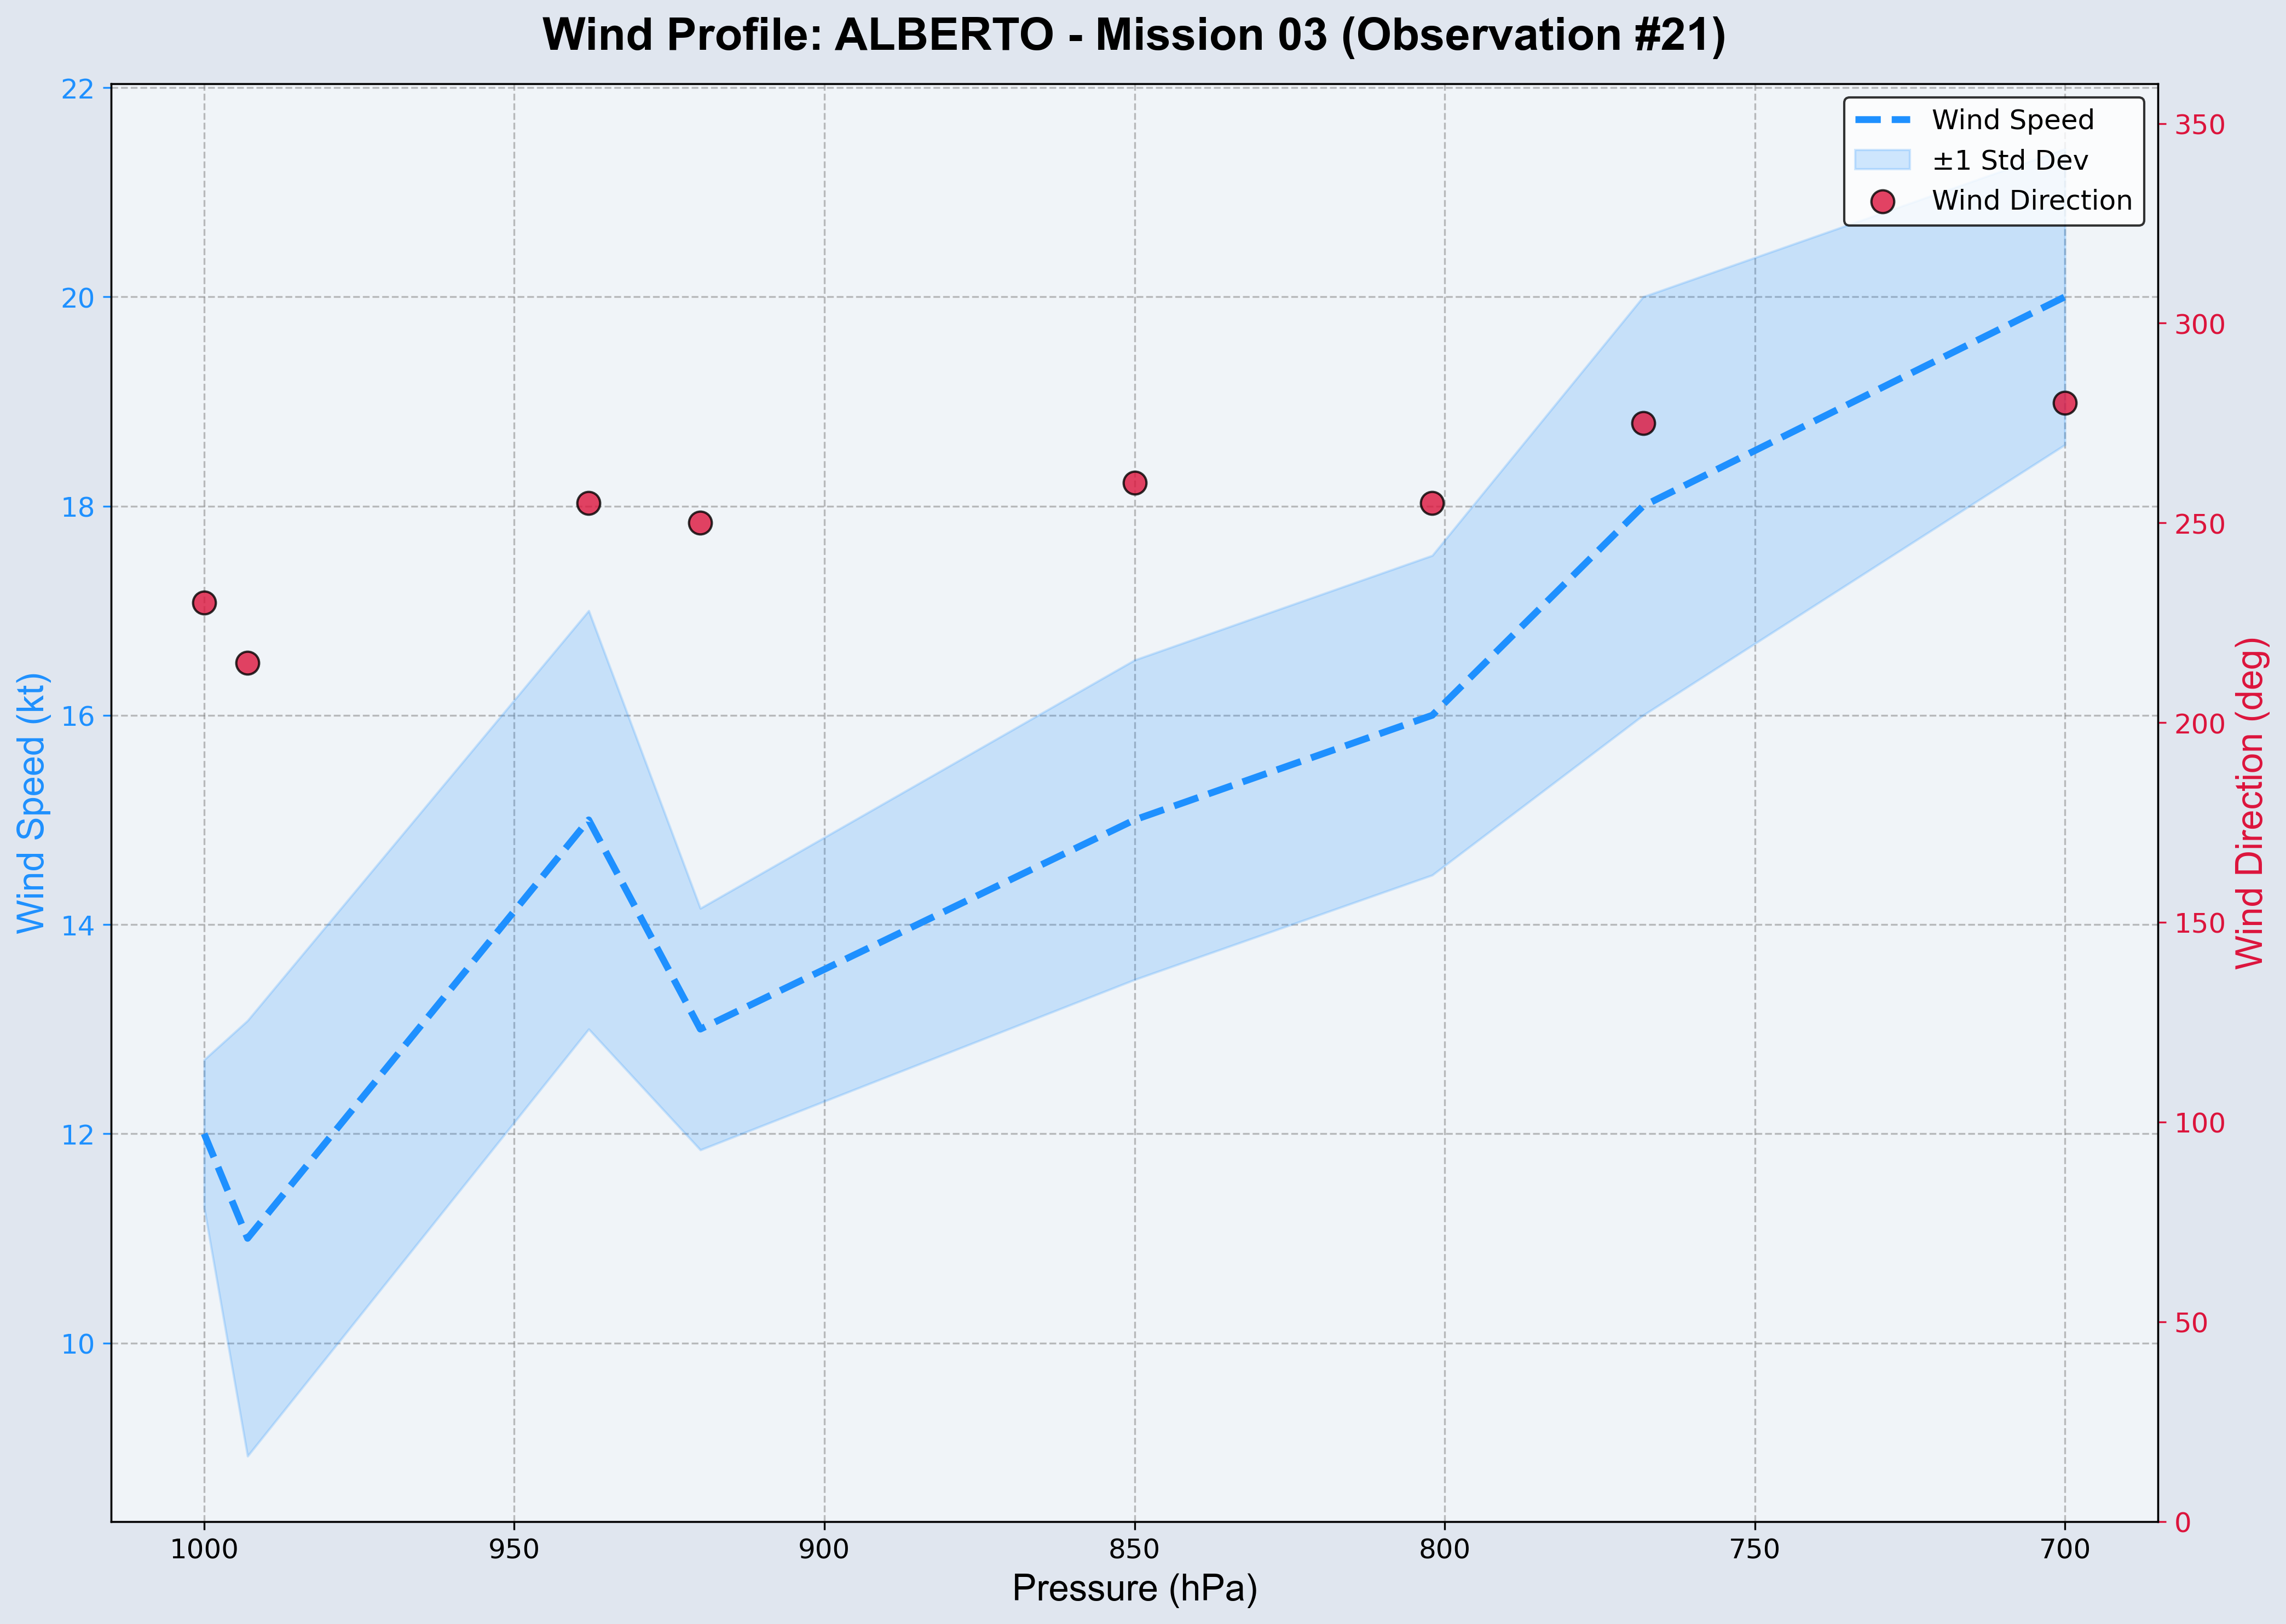 Wind Profile: ALBERTO - Mission 03 (Observation #21)
Wind Speed
±1 Std Dev
Wind Direction
Wind Speed (kt)
22
20
18
16
14
12
10
350
300
250
200
150
100
50
0
Wind Direction (deg)
1000 950 900 850 800 750 700
Pressure (hPa)